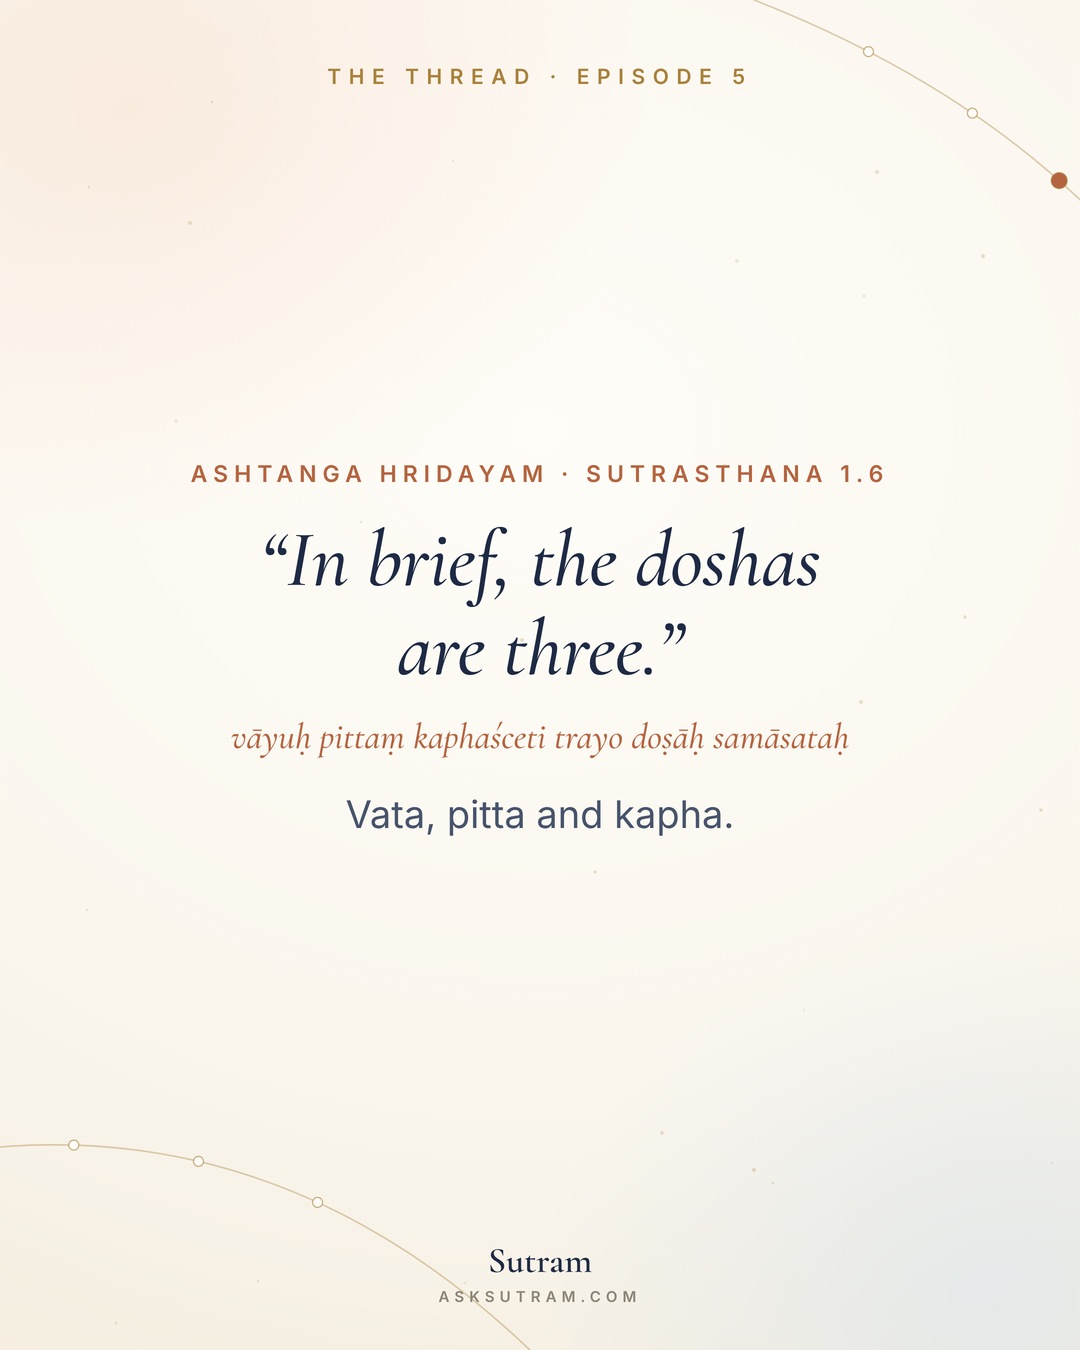 THE THREAD · EPISODE 5
ASHTANGA HRIDAYAM · SUTRASTHANA 1.6
“In brief, the doshas
are three.”
vāyuḥ pittaṃ kaphaśceti trayo doṣāḥ samāsataḥ
Vata, pitta and kapha.
Sutram
ASKSUTRAM.COM